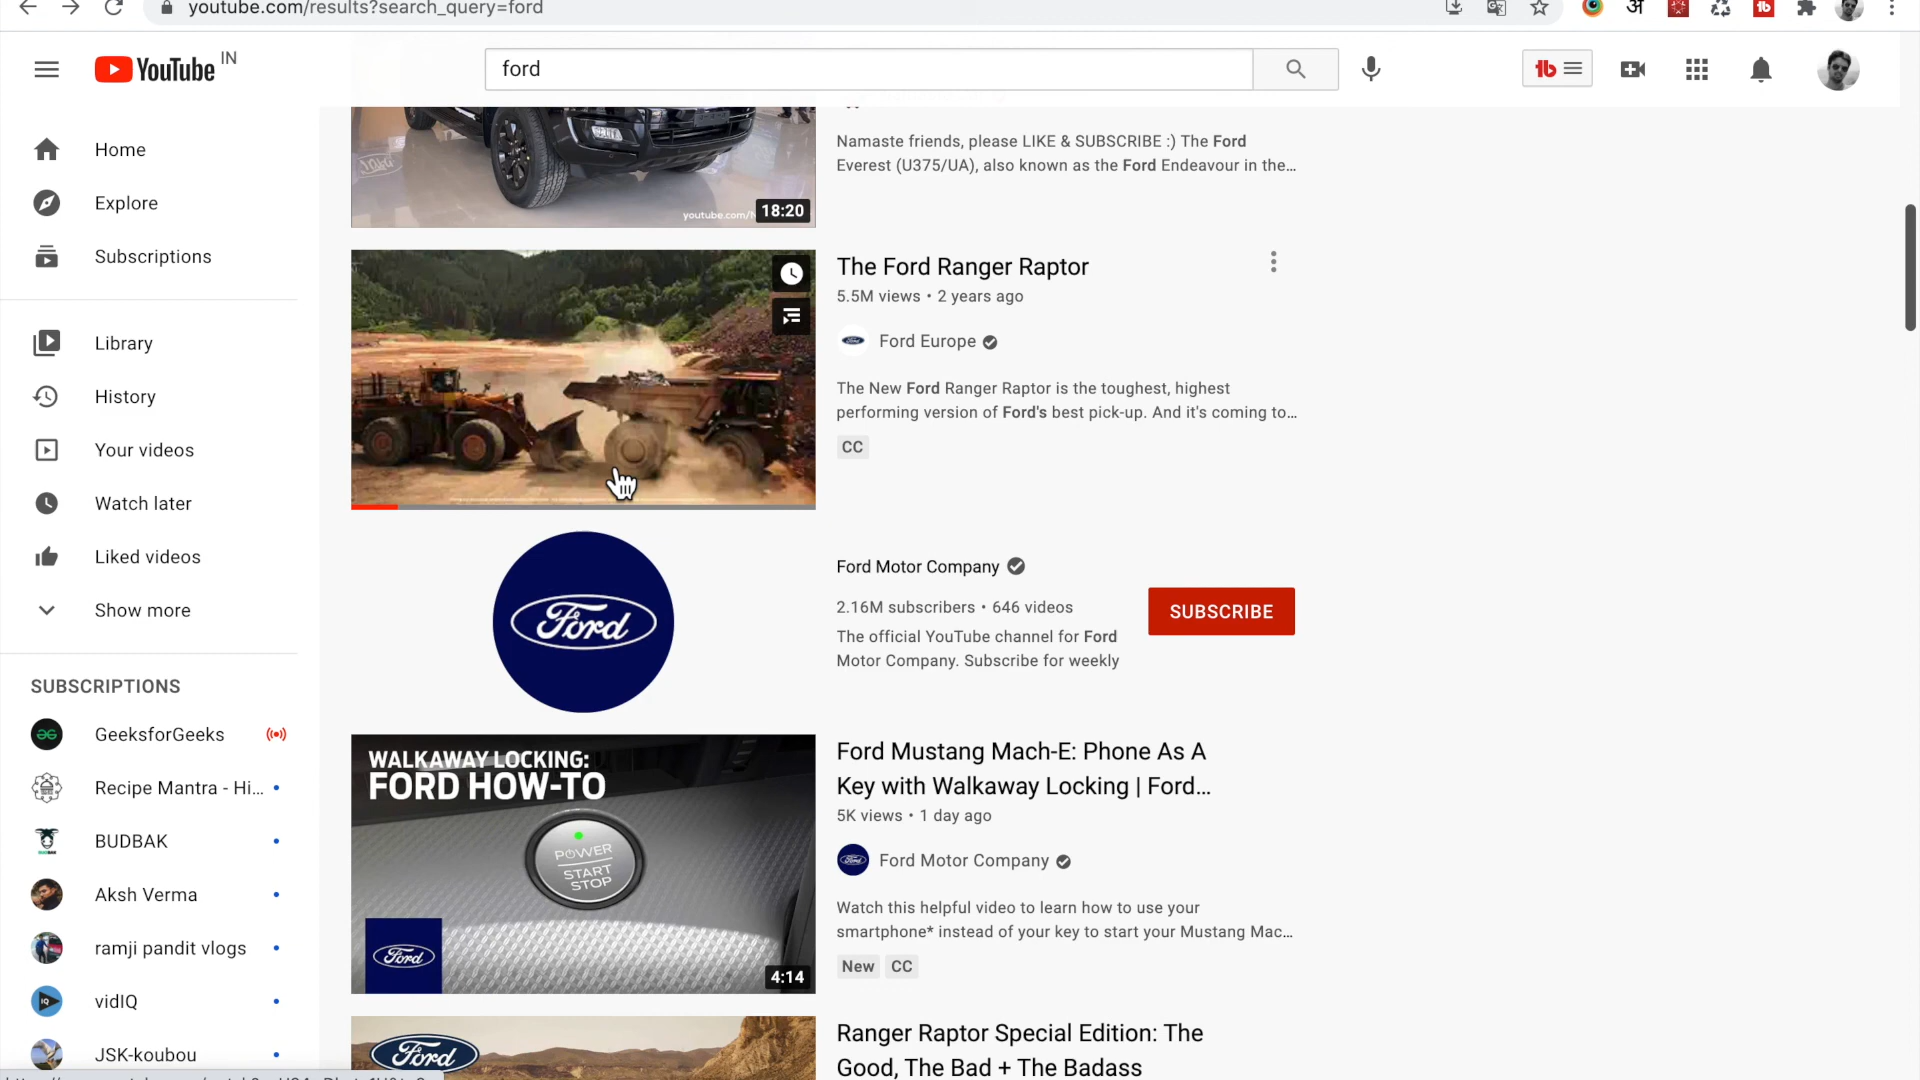 youtube.com/results?search_query=ford
YouTube IN
ford
Home
Explore
Subscriptions
Library
History
Your videos
Watch later
Liked videos
Show more
SUBSCRIPTIONS
GeeksforGeeks
Recipe Mantra - Hi...
BUDBAK
Aksh Verma
ramji pandit vlogs
vidIQ
JSK-koubou
youtube.com/
18:20
Namaste friends, please LIKE & SUBSCRIBE :) The Ford
Everest (U375/UA), also known as the Ford Endeavour in the...
The Ford Ranger Raptor
5.5M views • 2 years ago
Ford Europe
The New Ford Ranger Raptor is the toughest, highest
performing version of Ford's best pick-up. And it's coming to...
CC
Ford
Ford Motor Company
2.16M subscribers • 646 videos
The official YouTube channel for Ford
Motor Company. Subscribe for weekly
SUBSCRIBE
WALKAWAY LOCKING:
FORD HOW-TO
POWER
START
STOP
Ford
4:14
Ford Mustang Mach-E: Phone As A
Key with Walkaway Locking | Ford...
5K views • 1 day ago
Ford Motor Company
Watch this helpful video to learn how to use your
smartphone* instead of your key to start your Mustang Mac...
New CC
Ford
Ranger Raptor Special Edition: The
Good, The Bad + The Badass